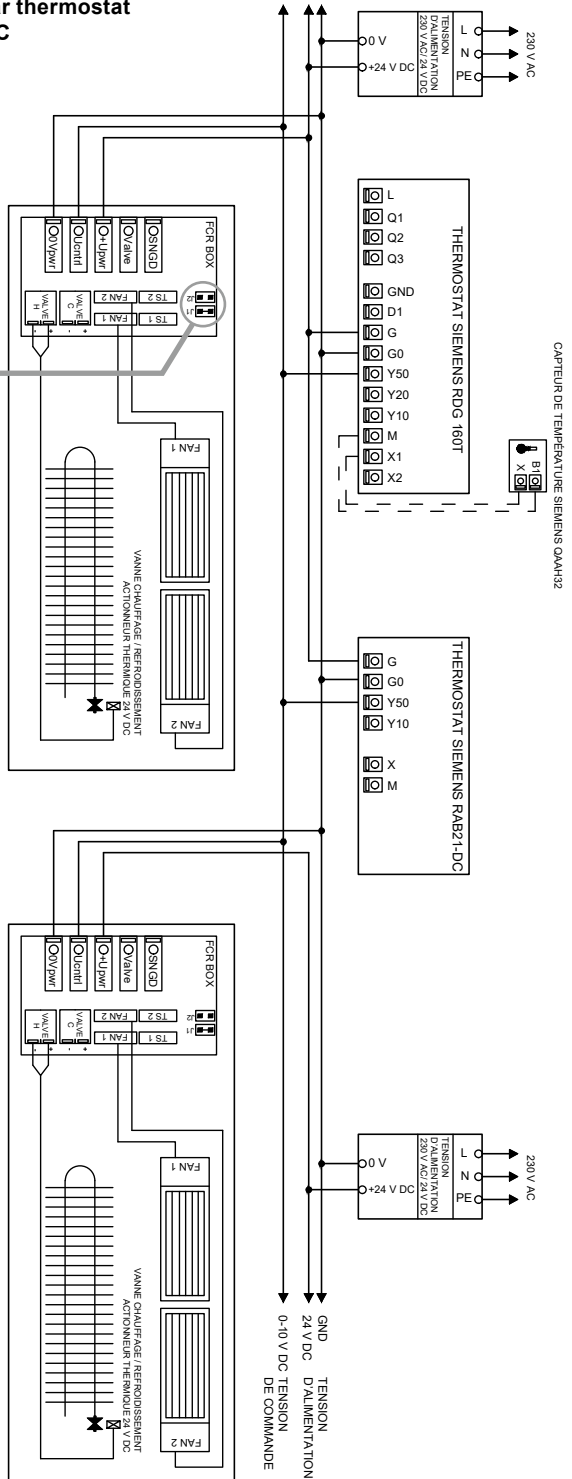 ar thermostat
C
TENSION
D'ALIMENTATION
230 V AC/ 24 V DC
0 V
+24 V DC
L
N
PE
230 V AC
THERMOSTAT SIEMENS RDG 160T
L
Q1
Q2
Q3
GND
D1
G
G0
Y50
Y20
Y10
M
X1
X2
CAPTEUR DE TEMPÉRATURE SIEMENS QAAH32
B1
X
FCR BOX
0Vpwr
Ucntrl
+Upwr
Valve
SNGD
VALVE
H
- +
VALVE
C
- +
FAN 2
FAN 1
TS 2
TS 1
J2
J1
FAN 1
FAN 2
VANNE CHAUFFAGE / REFROIDISSEMENT
ACTIONNEUR THERMIQUE 24 V DC
THERMOSTAT SIEMENS RAB21-DC
G
G0
Y50
Y10
X
M
FCR BOX
0Vpwr
Ucntrl
+Upwr
Valve
SNGD
VALVE
H
- +
VALVE
C
- +
FAN 2
FAN 1
TS 2
TS 1
J2
J1
FAN 1
FAN 2
VANNE CHAUFFAGE / REFROIDISSEMENT
ACTIONNEUR THERMIQUE 24 V DC
TENSION
D'ALIMENTATION
230 V AC/ 24 V DC
0 V
+24 V DC
L
N
PE
230 V AC
GND TENSION
24 V DC D'ALIMENTATION
0-10 V DC TENSION
DE COMMANDE